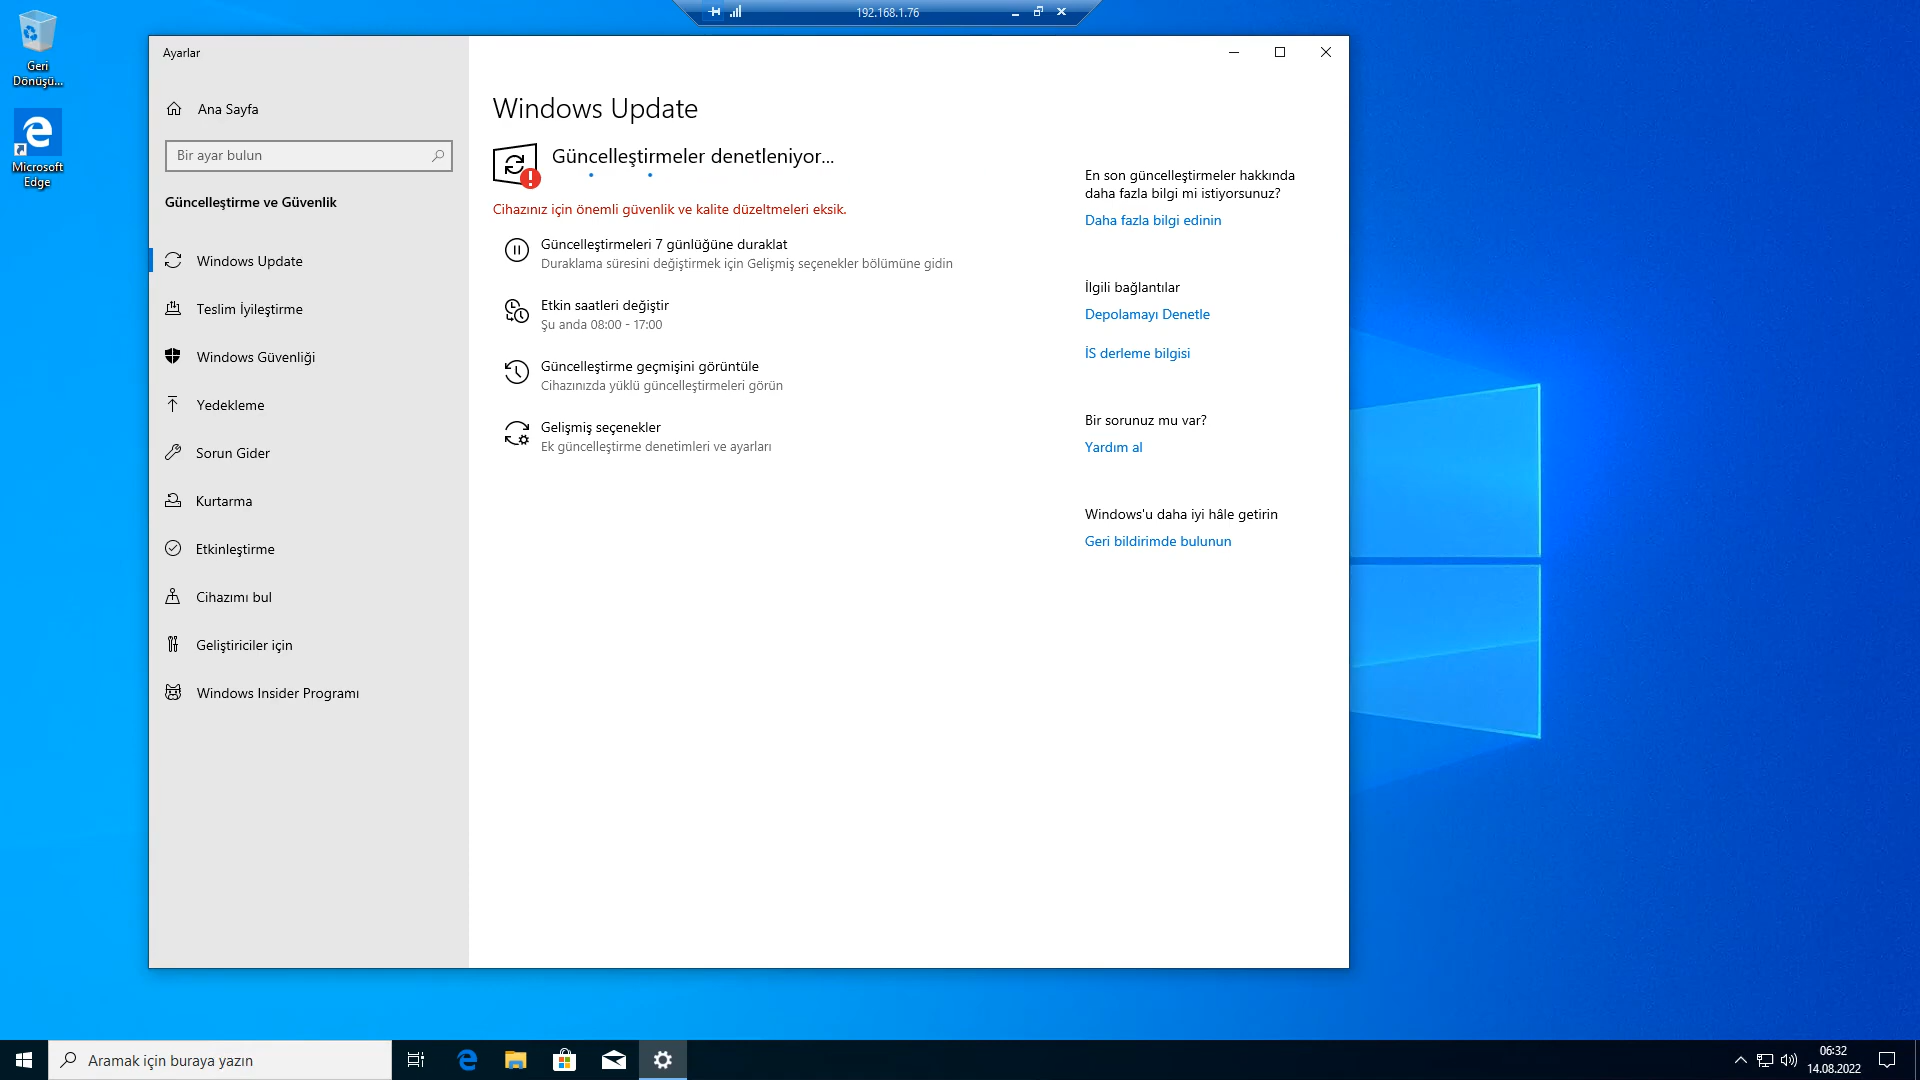 192.168.1.76
Geri
Dönüşü...
Microsoft
Edge
Ayarlar
Ana Sayfa
Bir ayar bulun
Güncelleştirme ve Güvenlik
Windows Update
Teslim İyileştirme
Windows Güvenliği
Yedekleme
Sorun Gider
Kurtarma
Etkinleştirme
Cihazımı bul
Geliştiriciler için
Windows Insider Programı
Windows Update
Güncelleştirmeler denetleniyor...
Cihazınız için önemli güvenlik ve kalite düzeltmeleri eksik.
Güncelleştirmeleri 7 günlüğüne duraklat
Duraklama süresini değiştirmek için Gelişmiş seçenekler bölümüne gidin
Etkin saatleri değiştir
Şu anda 08:00 - 17:00
Güncelleştirme geçmişini görüntüle
Cihazınızda yüklü güncelleştirmeleri görün
Gelişmiş seçenekler
Ek güncelleştirme denetimleri ve ayarları
En son güncelleştirmeler hakkında
daha fazla bilgi mi istiyorsunuz?
Daha fazla bilgi edinin
İlgili bağlantılar
Depolamayı Denetle
İS derleme bilgisi
Bir sorunuz mu var?
Yardım al
Windows'u daha iyi hâle getirin
Geri bildirimde bulunun
Aramak için buraya yazın
06:32
14.08.2022